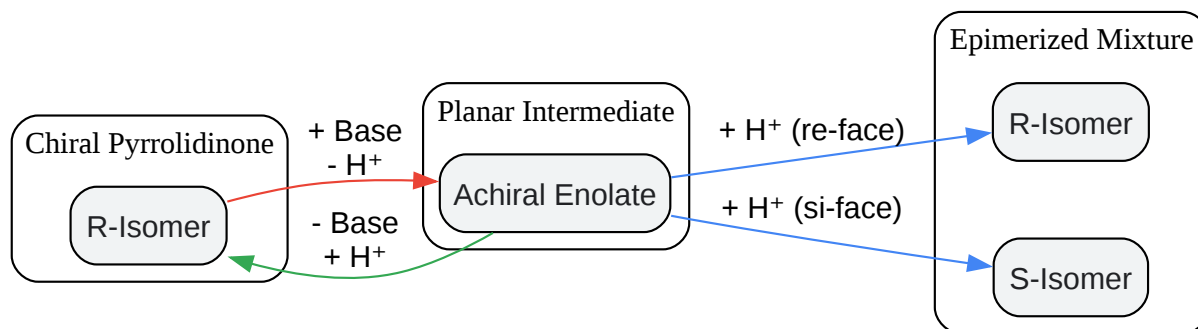 Chiral Pyrrolidinone
R-Isomer
+ Base
- H⁺
- Base
+ H⁺
Planar Intermediate
Achiral Enolate
+ H⁺ (re-face)
+ H⁺ (si-face)
Epimerized Mixture
R-Isomer
S-Isomer